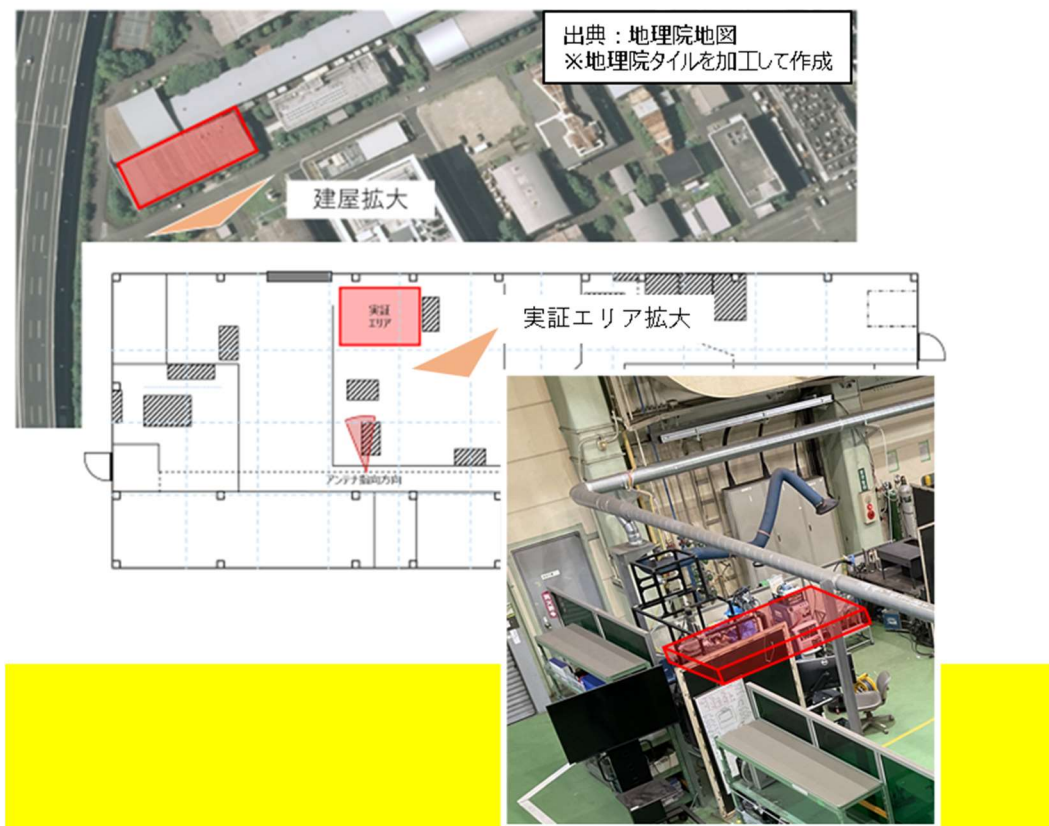 出典：地理院地図
※地理院タイルを加工して作成
建屋拡大
実証
エリア
実証エリア拡大
アンテナ指向方向